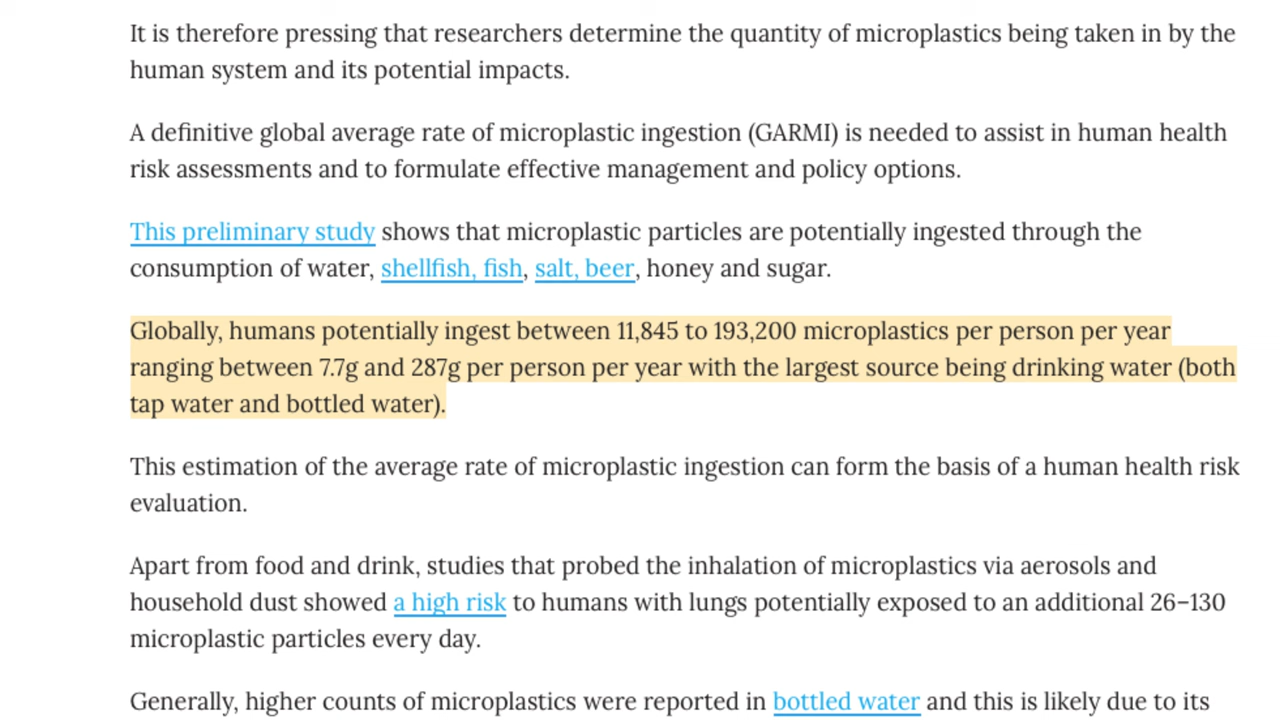 It is therefore pressing that researchers determine the quantity of microplastics being taken in by the
human system and its potential impacts.
A definitive global average rate of microplastic ingestion (GARMI) is needed to assist in human health
risk assessments and to formulate effective management and policy options.
This preliminary study shows that microplastic particles are potentially ingested through the
consumption of water, shellfish, fish, salt, beer, honey and sugar.
Globally, humans potentially ingest between 11,845 to 193,200 microplastics per person per year
ranging between 7.7g and 287g per person per year with the largest source being drinking water (both
tap water and bottled water).
This estimation of the average rate of microplastic ingestion can form the basis of a human health risk
evaluation.
Apart from food and drink, studies that probed the inhalation of microplastics via aerosols and
household dust showed a high risk to humans with lungs potentially exposed to an additional 26–130
microplastic particles every day.
Generally, higher counts of microplastics were reported in bottled water and this is likely due to its